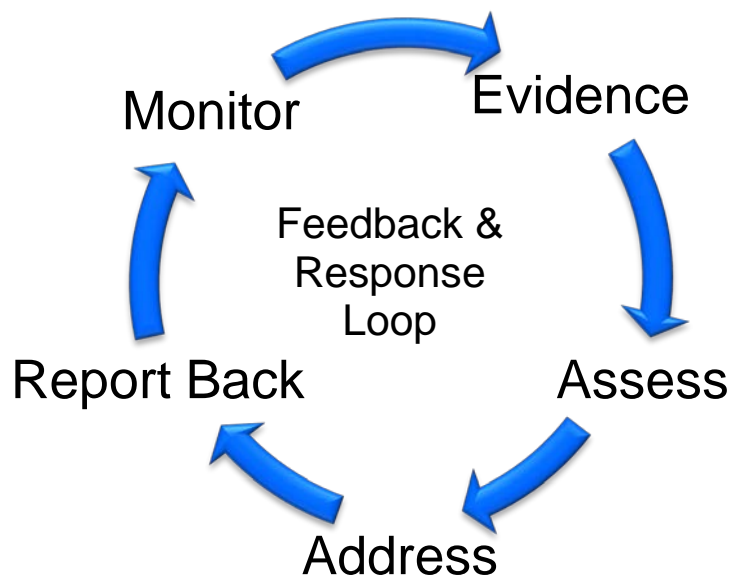 Monitor
Evidence
Feedback &
Response
Loop
Report Back
Assess
Address